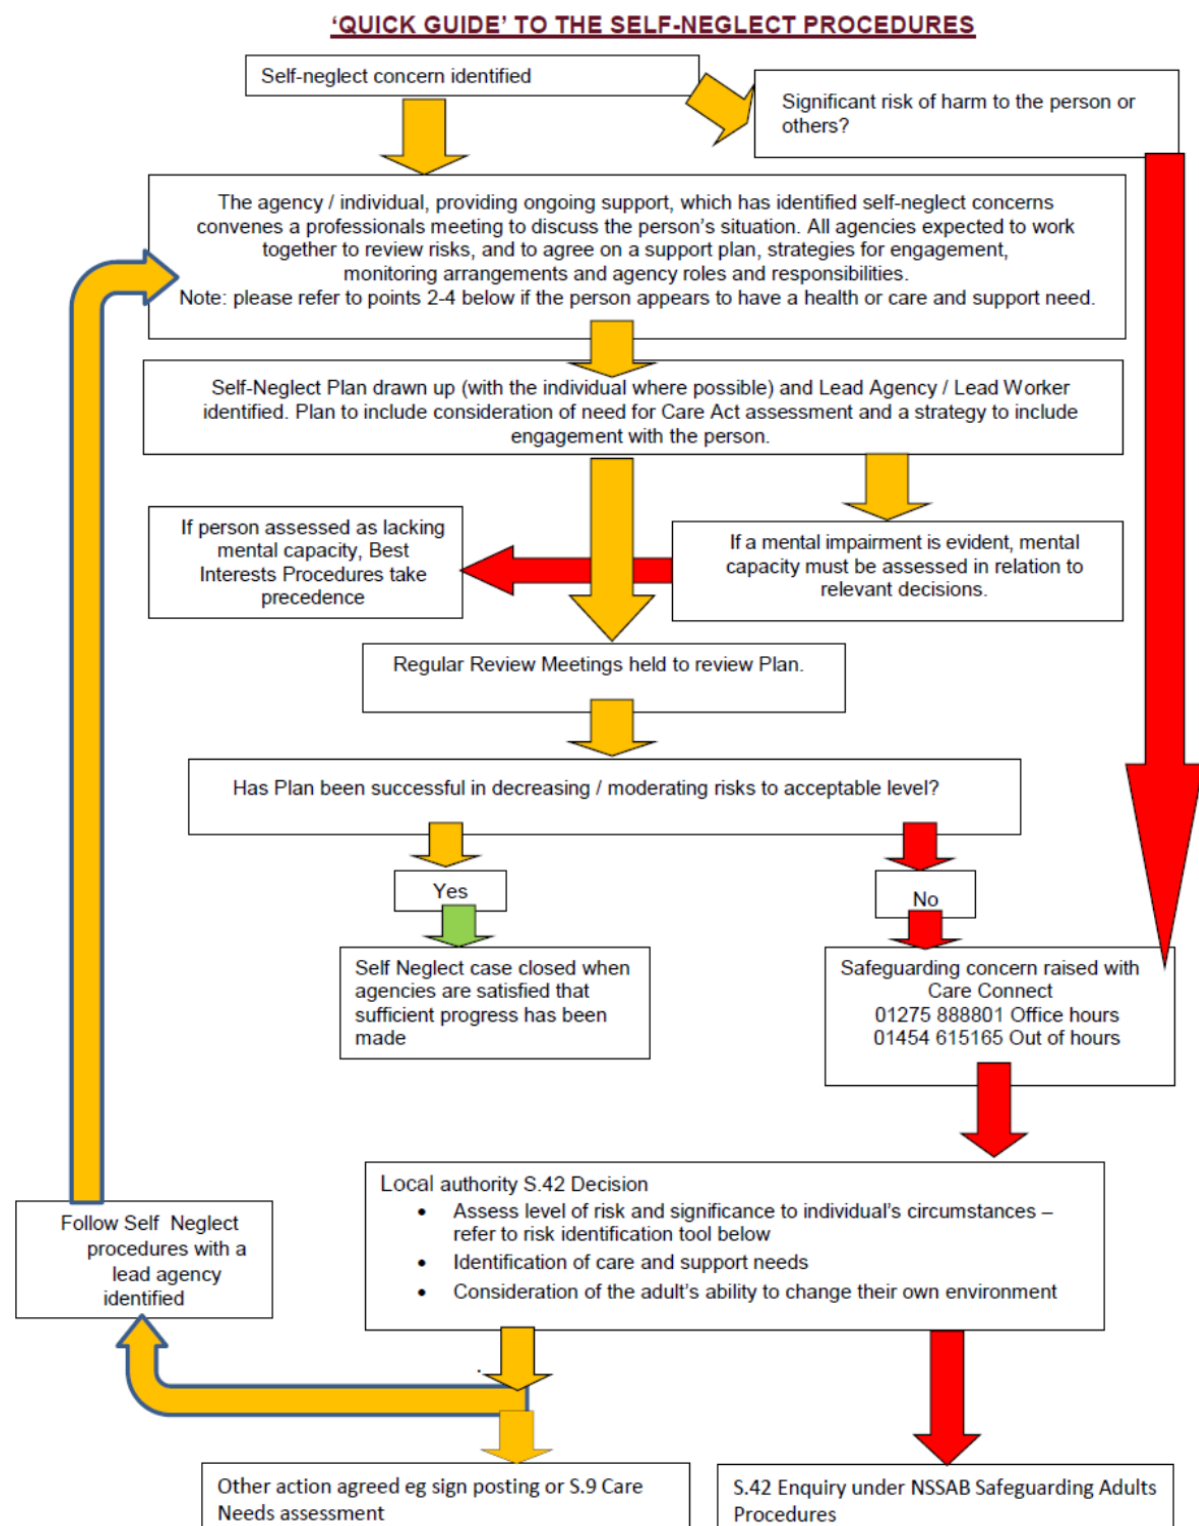 ‘QUICK GUIDE’ TO THE SELF-NEGLECT PROCEDURES
Self-neglect concern identified
Significant risk of harm to the person or
others?
The agency / individual, providing ongoing support, which has identified self-neglect concerns
convenes a professionals meeting to discuss the person’s situation. All agencies expected to work
together to review risks, and to agree on a support plan, strategies for engagement,
monitoring arrangements and agency roles and responsibilities.
Note: please refer to points 2-4 below if the person appears to have a health or care and support need.
Self-Neglect Plan drawn up (with the individual where possible) and Lead Agency / Lead Worker
identified. Plan to include consideration of need for Care Act assessment and a strategy to include
engagement with the person.
If person assessed as lacking
mental capacity, Best
Interests Procedures take
precedence
If a mental impairment is evident, mental
capacity must be assessed in relation to
relevant decisions.
Regular Review Meetings held to review Plan.
Has Plan been successful in decreasing / moderating risks to acceptable level?
Yes
No
Self Neglect case closed when
agencies are satisfied that
sufficient progress has been
made
Safeguarding concern raised with
Care Connect
01275 888801 Office hours
01454 615165 Out of hours
Local authority S.42 Decision
• Assess level of risk and significance to individual’s circumstances –
refer to risk identification tool below
• Identification of care and support needs
• Consideration of the adult’s ability to change their own environment
Follow Self Neglect
procedures with a
lead agency
identified
.
Other action agreed eg sign posting or S.9 Care
Needs assessment
S.42 Enquiry under NSSAB Safeguarding Adults
Procedures